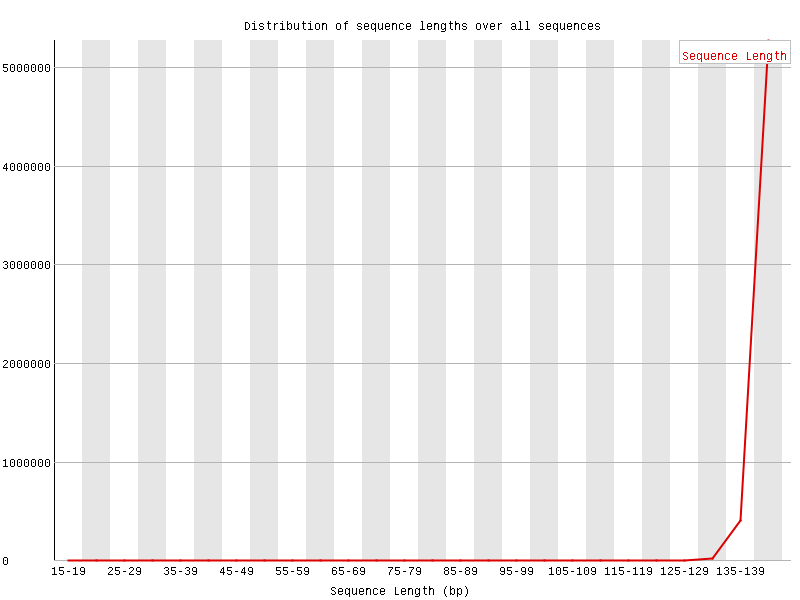 Distribution of sequence lengths over all sequences
Sequence Length
5000000
4000000
3000000
2000000
1000000
0
15-19 25-29 35-39 45-49 55-59 65-69 75-79 85-89 95-99 105-109 115-119 125-129 135-139
Sequence Length (bp)